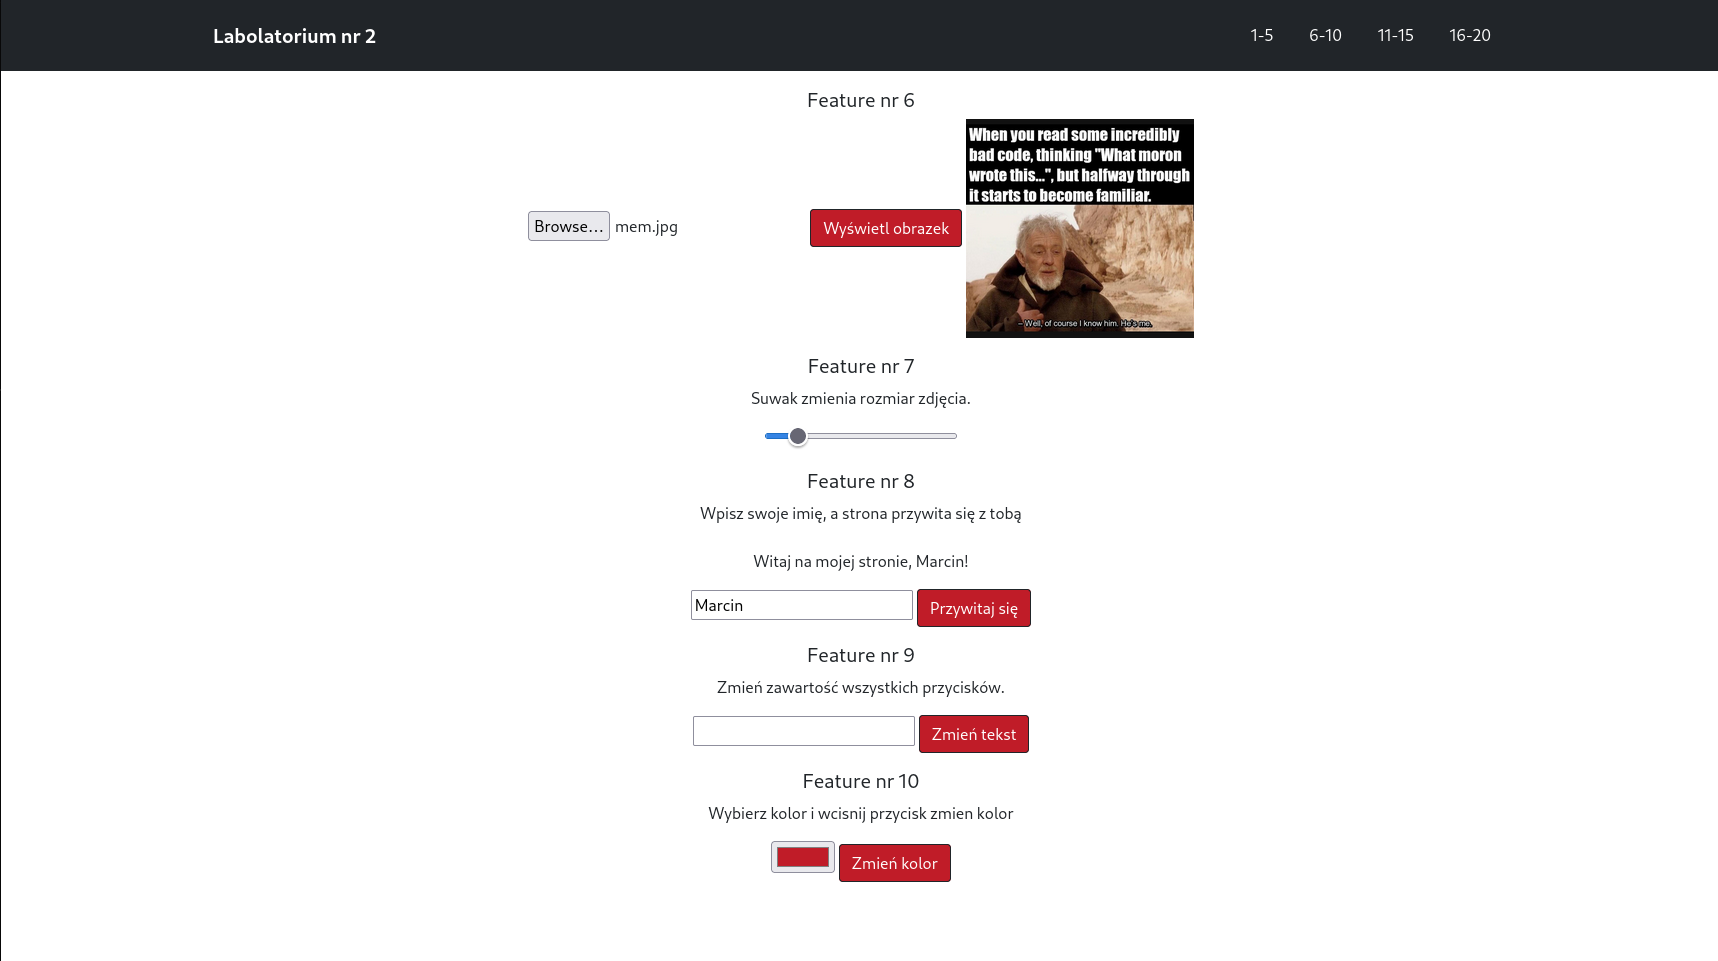 Labolatorium nr 2
1-5 6-10 11-15 16-20
Feature nr 6
When you read some incredibly
bad code, thinking "What moron
wrote this...", but halfway through
it starts to become familiar.
Browse... mem.jpg Wyświetl obrazek
– Well, of course I know him. He's me.
Feature nr 7
Suwak zmienia rozmiar zdjęcia.
Feature nr 8
Wpisz swoje imię, a strona przywita się z tobą
Witaj na mojej stronie, Marcin!
Marcin Przywitaj się
Feature nr 9
Zmień zawartość wszystkich przycisków.
Zmień tekst
Feature nr 10
Wybierz kolor i wcisnij przycisk zmien kolor
Zmień kolor